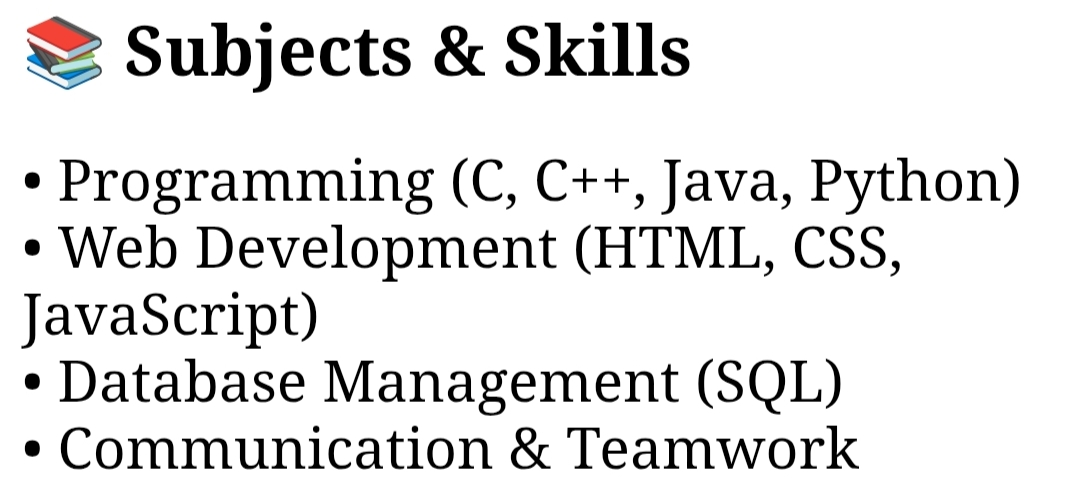 📚 Subjects & Skills
• Programming (C, C++, Java, Python)
• Web Development (HTML, CSS,
JavaScript)
• Database Management (SQL)
• Communication & Teamwork